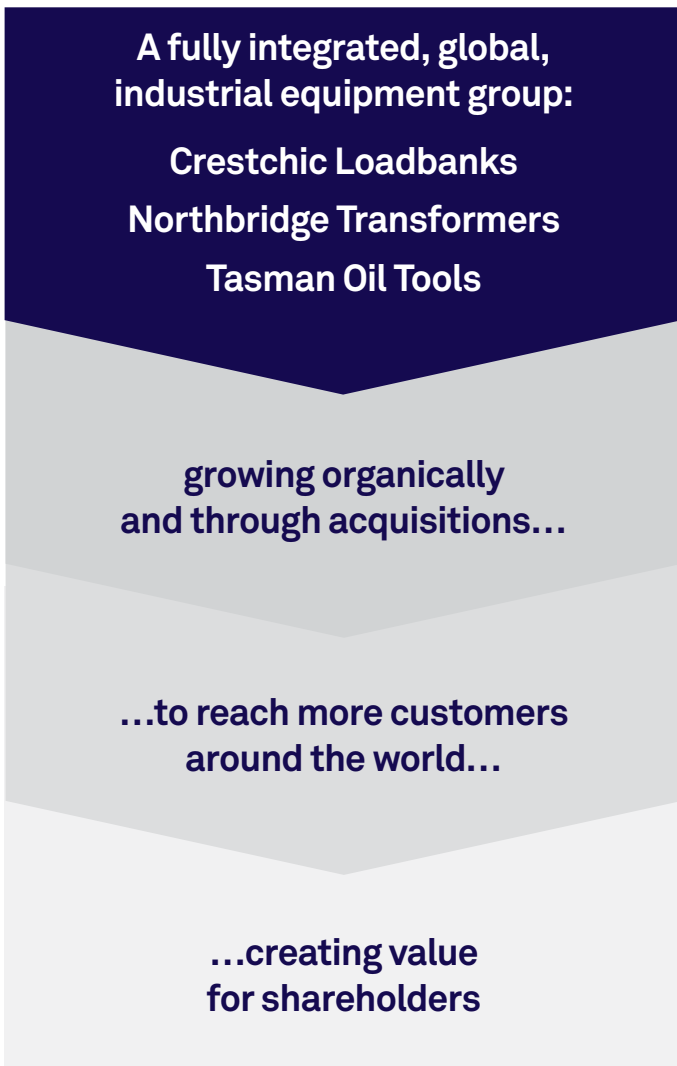 A fully integrated, global,
industrial equipment group:
Crestchic Loadbanks
Northbridge Transformers
Tasman Oil Tools
growing organically
and through acquisitions…
…to reach more customers
around the world…
…creating value
for shareholders